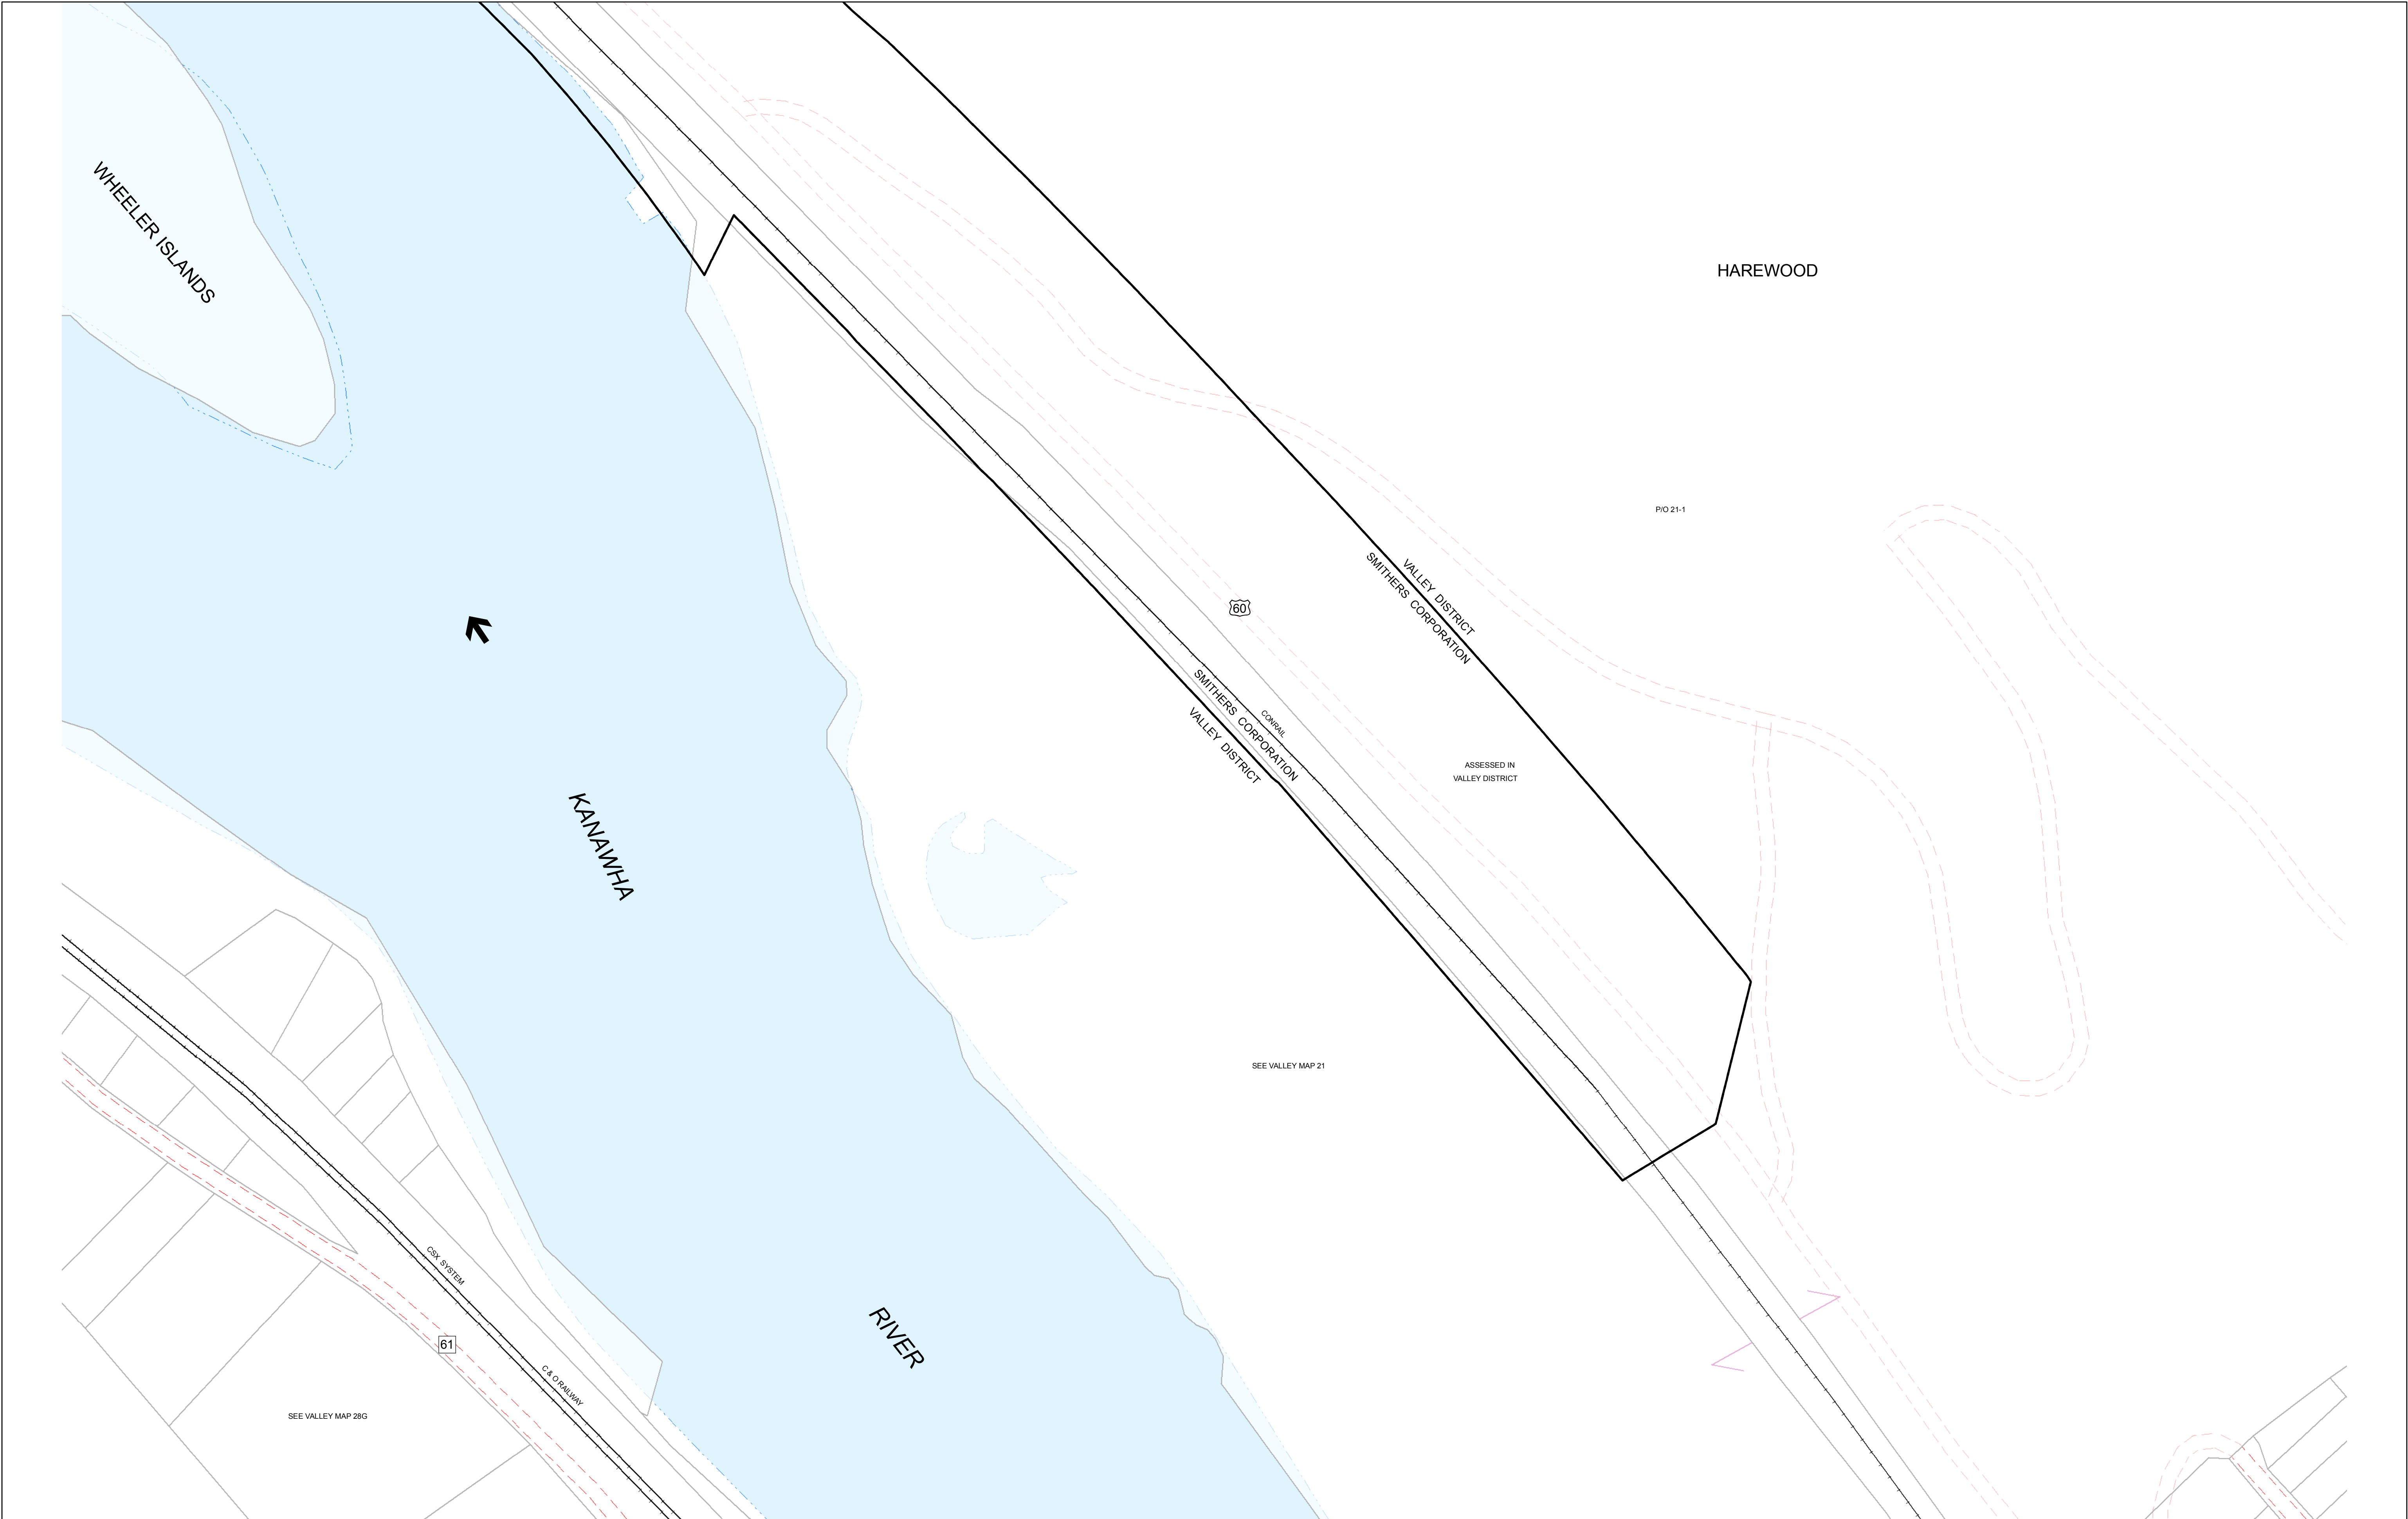 WHEELER ISLANDS
HAREWOOD
P/O 21-1
VALLEY DISTRICT
SMITHERS CORPORATION
60
SMITHERS CORPORATION
VALLEY DISTRICT
CONRAIL
ASSESSED IN
VALLEY DISTRICT
KANAWHA
SEE VALLEY MAP 21
CSX SYSTEM
RIVER
61
C & O RAILWAY
SEE VALLEY MAP 28G